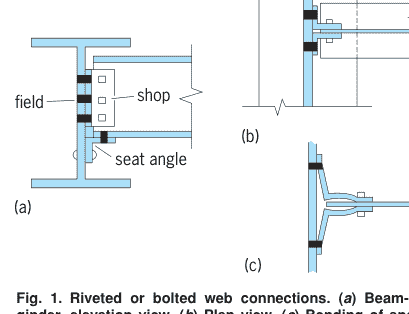 field
shop
seat angle
(a)
(b)
(c)
Fig. 1. Riveted or bolted web connections. (a) Beam-
girder, elevation view. (b) Plan view. (c) Bending of